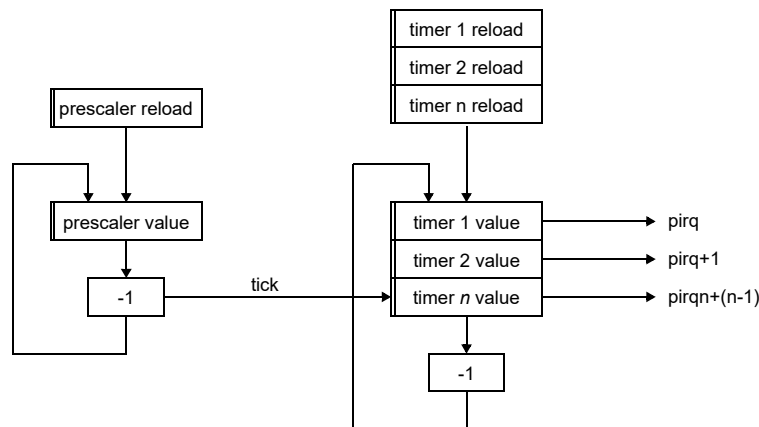 timer 1 reload
timer 2 reload
timer n reload
prescaler reload
prescaler value
-1
tick
timer 1 value
timer 2 value
timer n value
pirq
pirq+1
pirqn+(n-1)
-1